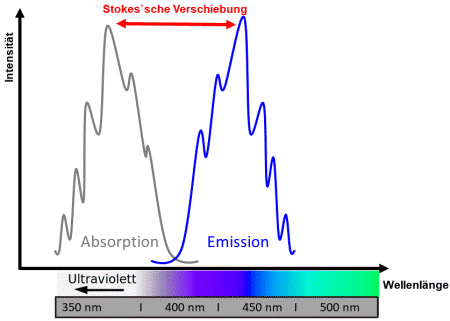 Stokes`sche Verschiebung
Intensität
Absorption
Emission
Ultraviolett
Wellenlänge
350 nm | 400 nm | 450 nm | 500 nm